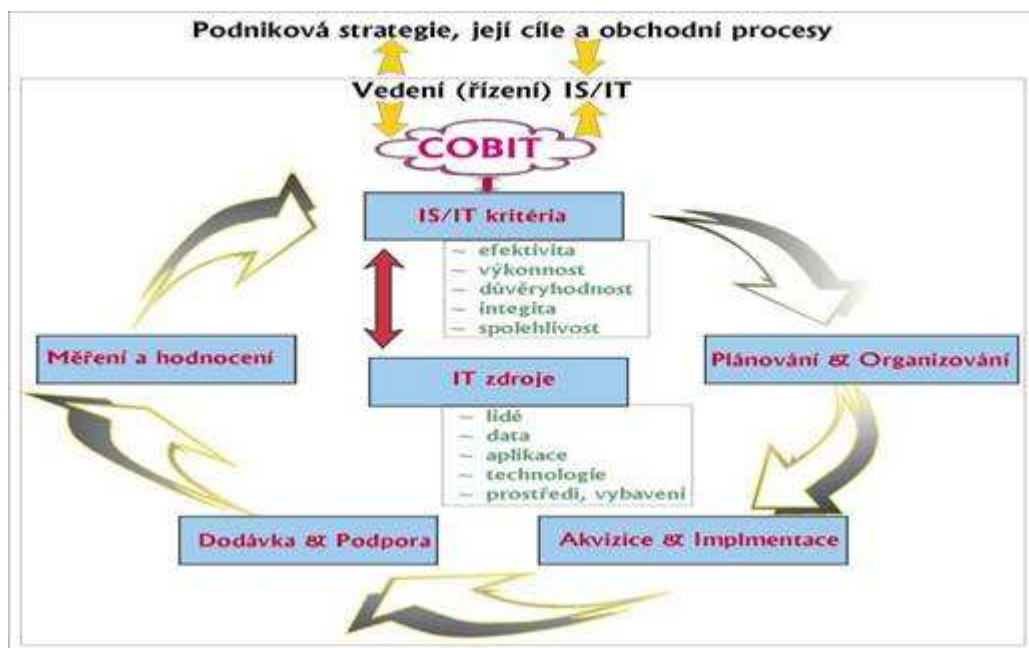 Podniková strategie, její cíle a obchodní procesy
Vedení (řízení) IS/IT
COBIT
IS/IT kritéria
~ efektivita
~ výkonnost
~ důvěryhodnost
~ integita
~ spolehlivost
Měření a hodnocení
Plánování & Organizování
IT zdroje
~ lidé
~ data
~ aplikace
~ technologie
~ prostředí, vybavení
Dodávka & Podpora
Akvizice & Implmentace